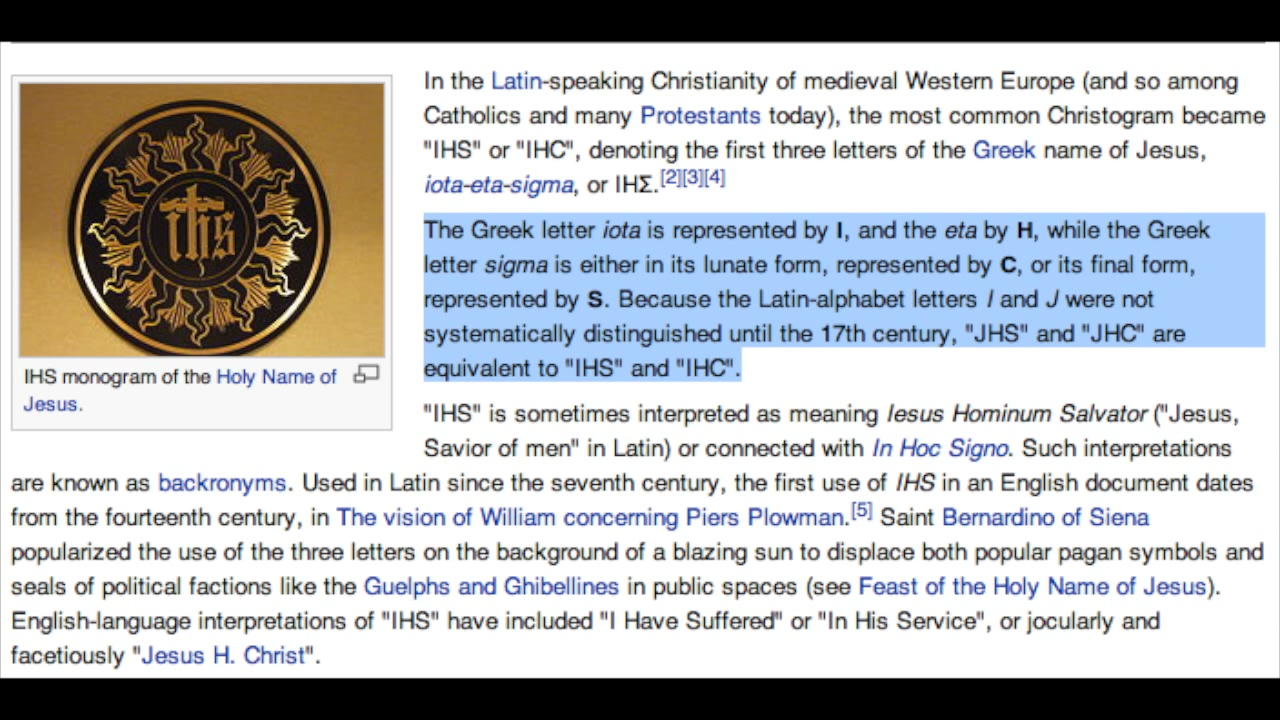 ihs
IHS monogram of the Holy Name of
Jesus.
In the Latin-speaking Christianity of medieval Western Europe (and so among
Catholics and many Protestants today), the most common Christogram became
"IHS" or "IHC", denoting the first three letters of the Greek name of Jesus,
iota-eta-sigma, or ΙΗΣ.[2][3][4]
The Greek letter iota is represented by I, and the eta by H, while the Greek
letter sigma is either in its lunate form, represented by C, or its final form,
represented by S. Because the Latin-alphabet letters I and J were not
systematically distinguished until the 17th century, "JHS" and "JHC" are
equivalent to "IHS" and "IHC".
"IHS" is sometimes interpreted as meaning Iesus Hominum Salvator ("Jesus,
Savior of men" in Latin) or connected with In Hoc Signo. Such interpretations
are known as backronyms. Used in Latin since the seventh century, the first use of IHS in an English document dates
from the fourteenth century, in The vision of William concerning Piers Plowman.[5] Saint Bernardino of Siena
popularized the use of the three letters on the background of a blazing sun to displace both popular pagan symbols and
seals of political factions like the Guelphs and Ghibellines in public spaces (see Feast of the Holy Name of Jesus).
English-language interpretations of "IHS" have included "I Have Suffered" or "In His Service", or jocularly and
facetiously "Jesus H. Christ".